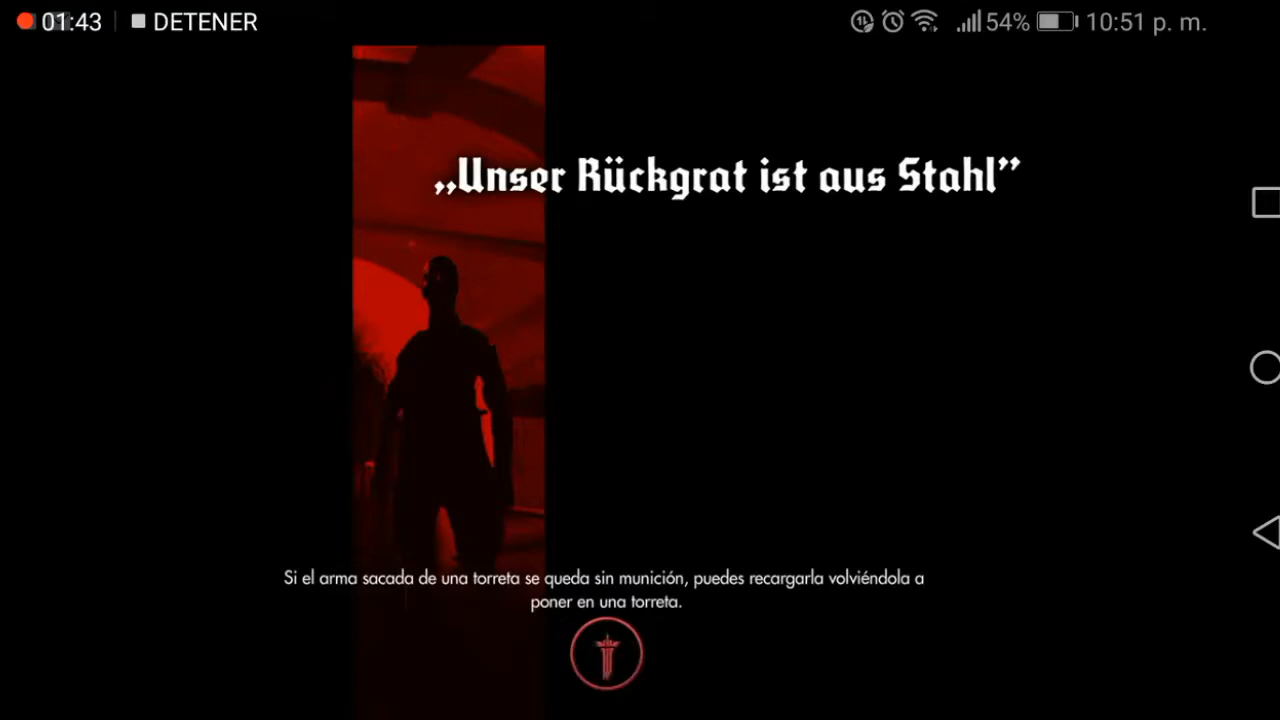 01:43 DETENER 54% 10:51 p. m.
„Unser Rückgrat ist aus Stahl”
Si el arma sacada de una torreta se queda sin munición, puedes recargarla volviéndola a
poner en una torreta.